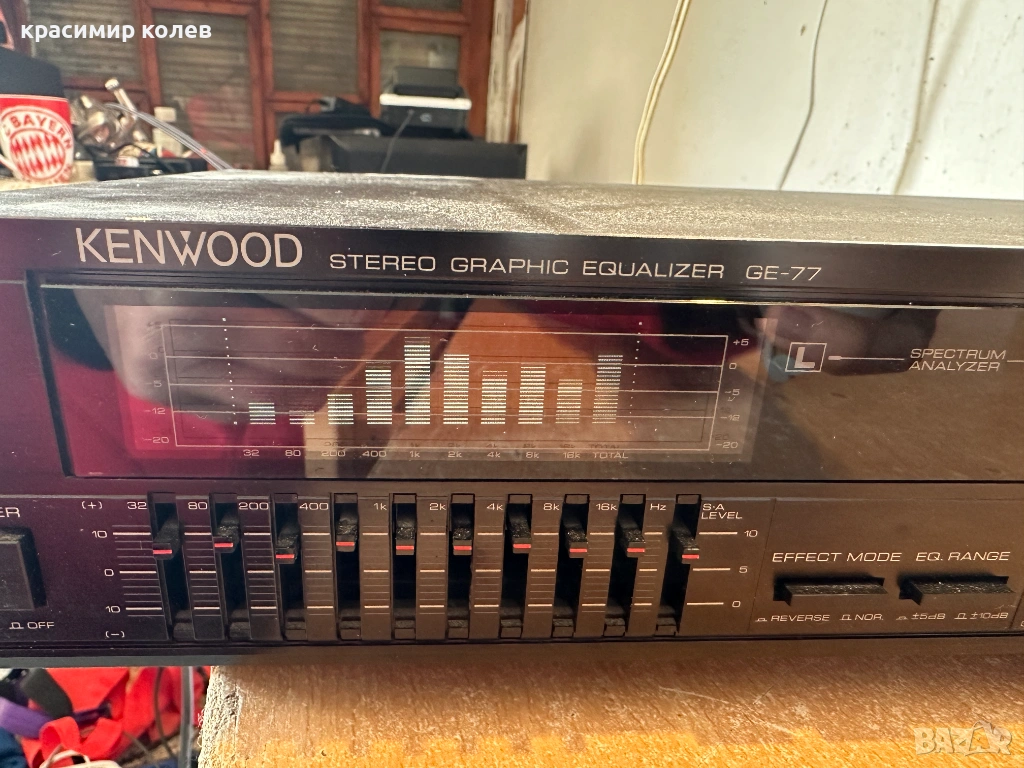 красимир колев
BAYERN
KENWOOD STEREO GRAPHIC EQUALIZER GE-77
+5
0 0
-5 -5
-12 -12
-20 -20
32 80 200 400 1k 2k 4k 8k 16k TOTAL
L SPECTRUM
ANALYZER
ER (+) 32 80 200 400 1k 2k 4k 8k 16k Hz S·A
LEVEL
10 10
0 5
10 0
(-)
OFF
EFFECT MODE EQ. RANGE
REVERSE NOR. ±5dB ±10dB
BAZAR